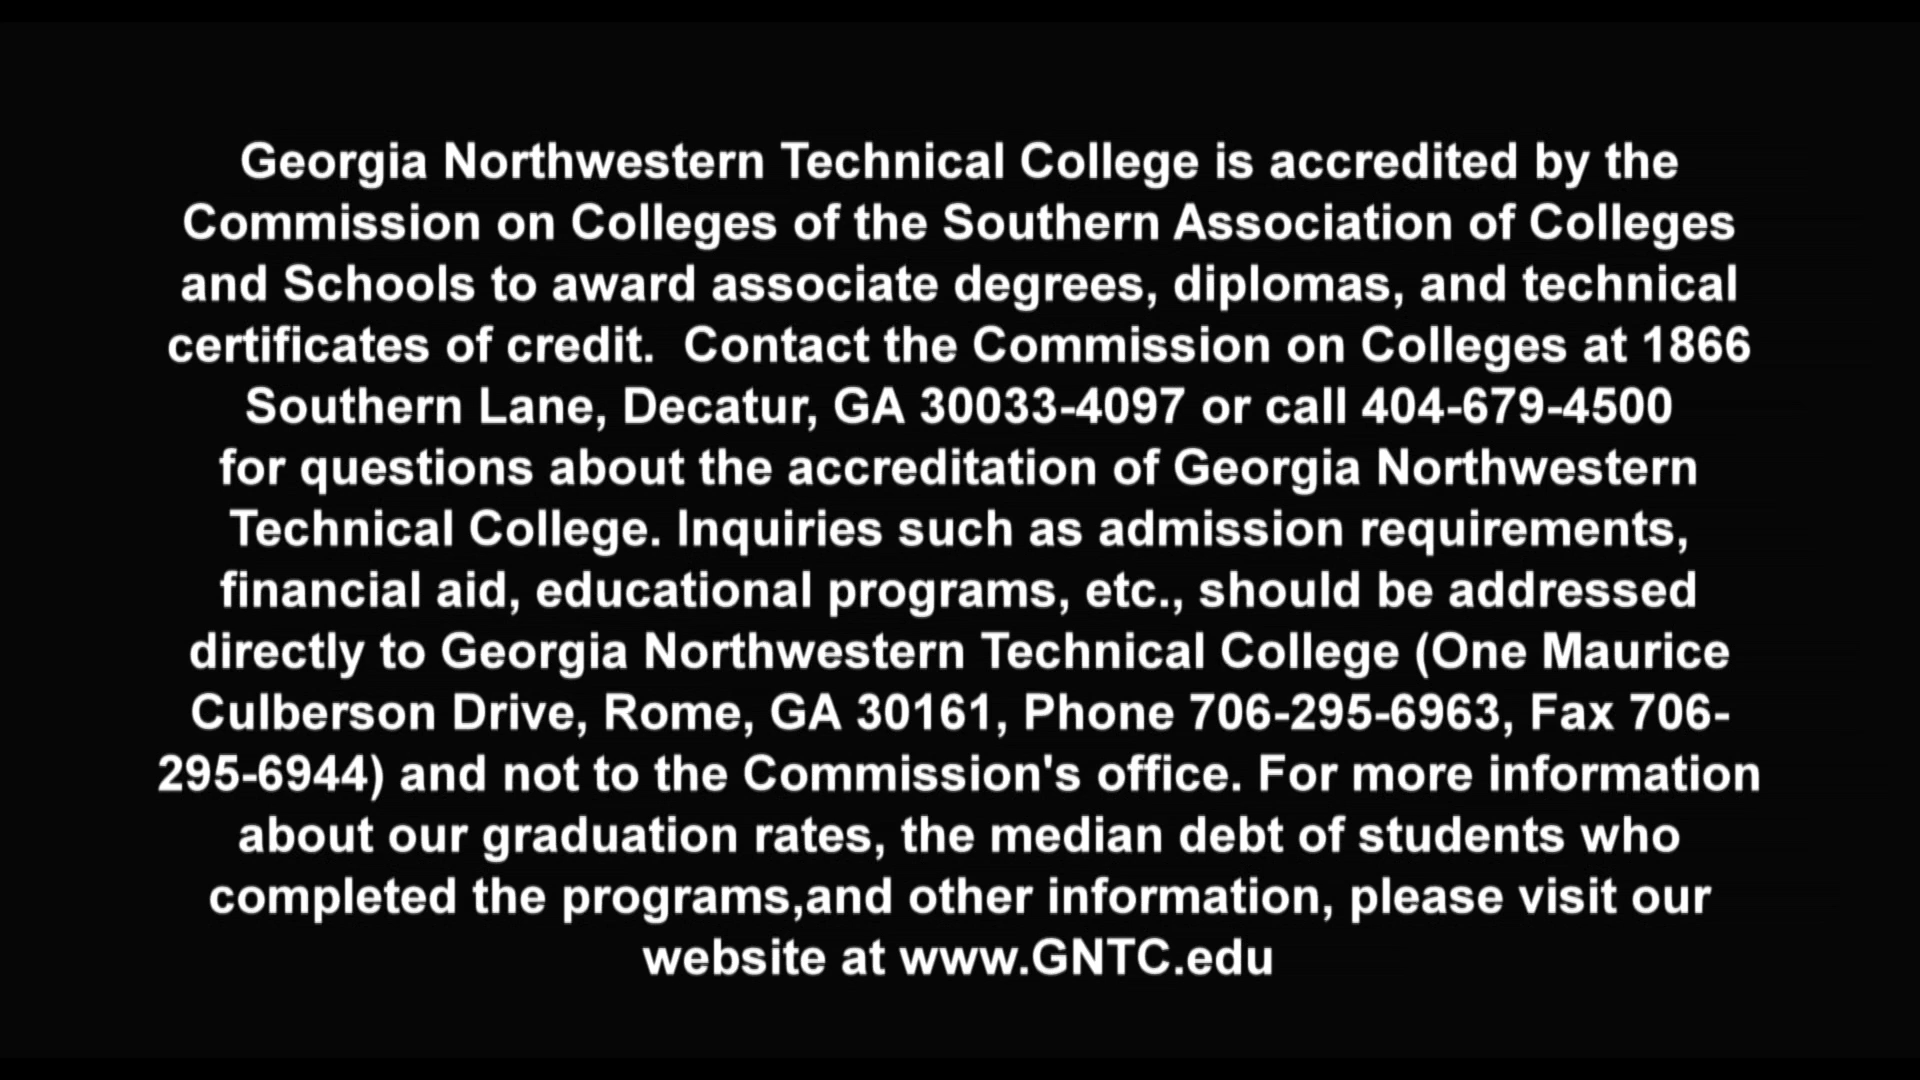 Georgia Northwestern Technical College is accredited by the
Commission on Colleges of the Southern Association of Colleges
and Schools to award associate degrees, diplomas, and technical
certificates of credit.  Contact the Commission on Colleges at 1866
Southern Lane, Decatur, GA 30033-4097 or call 404-679-4500
for questions about the accreditation of Georgia Northwestern
Technical College. Inquiries such as admission requirements,
financial aid, educational programs, etc., should be addressed
directly to Georgia Northwestern Technical College (One Maurice
Culberson Drive, Rome, GA 30161, Phone 706-295-6963, Fax 706-
295-6944) and not to the Commission's office. For more information
about our graduation rates, the median debt of students who
completed the programs,and other information, please visit our
website at www.GNTC.edu